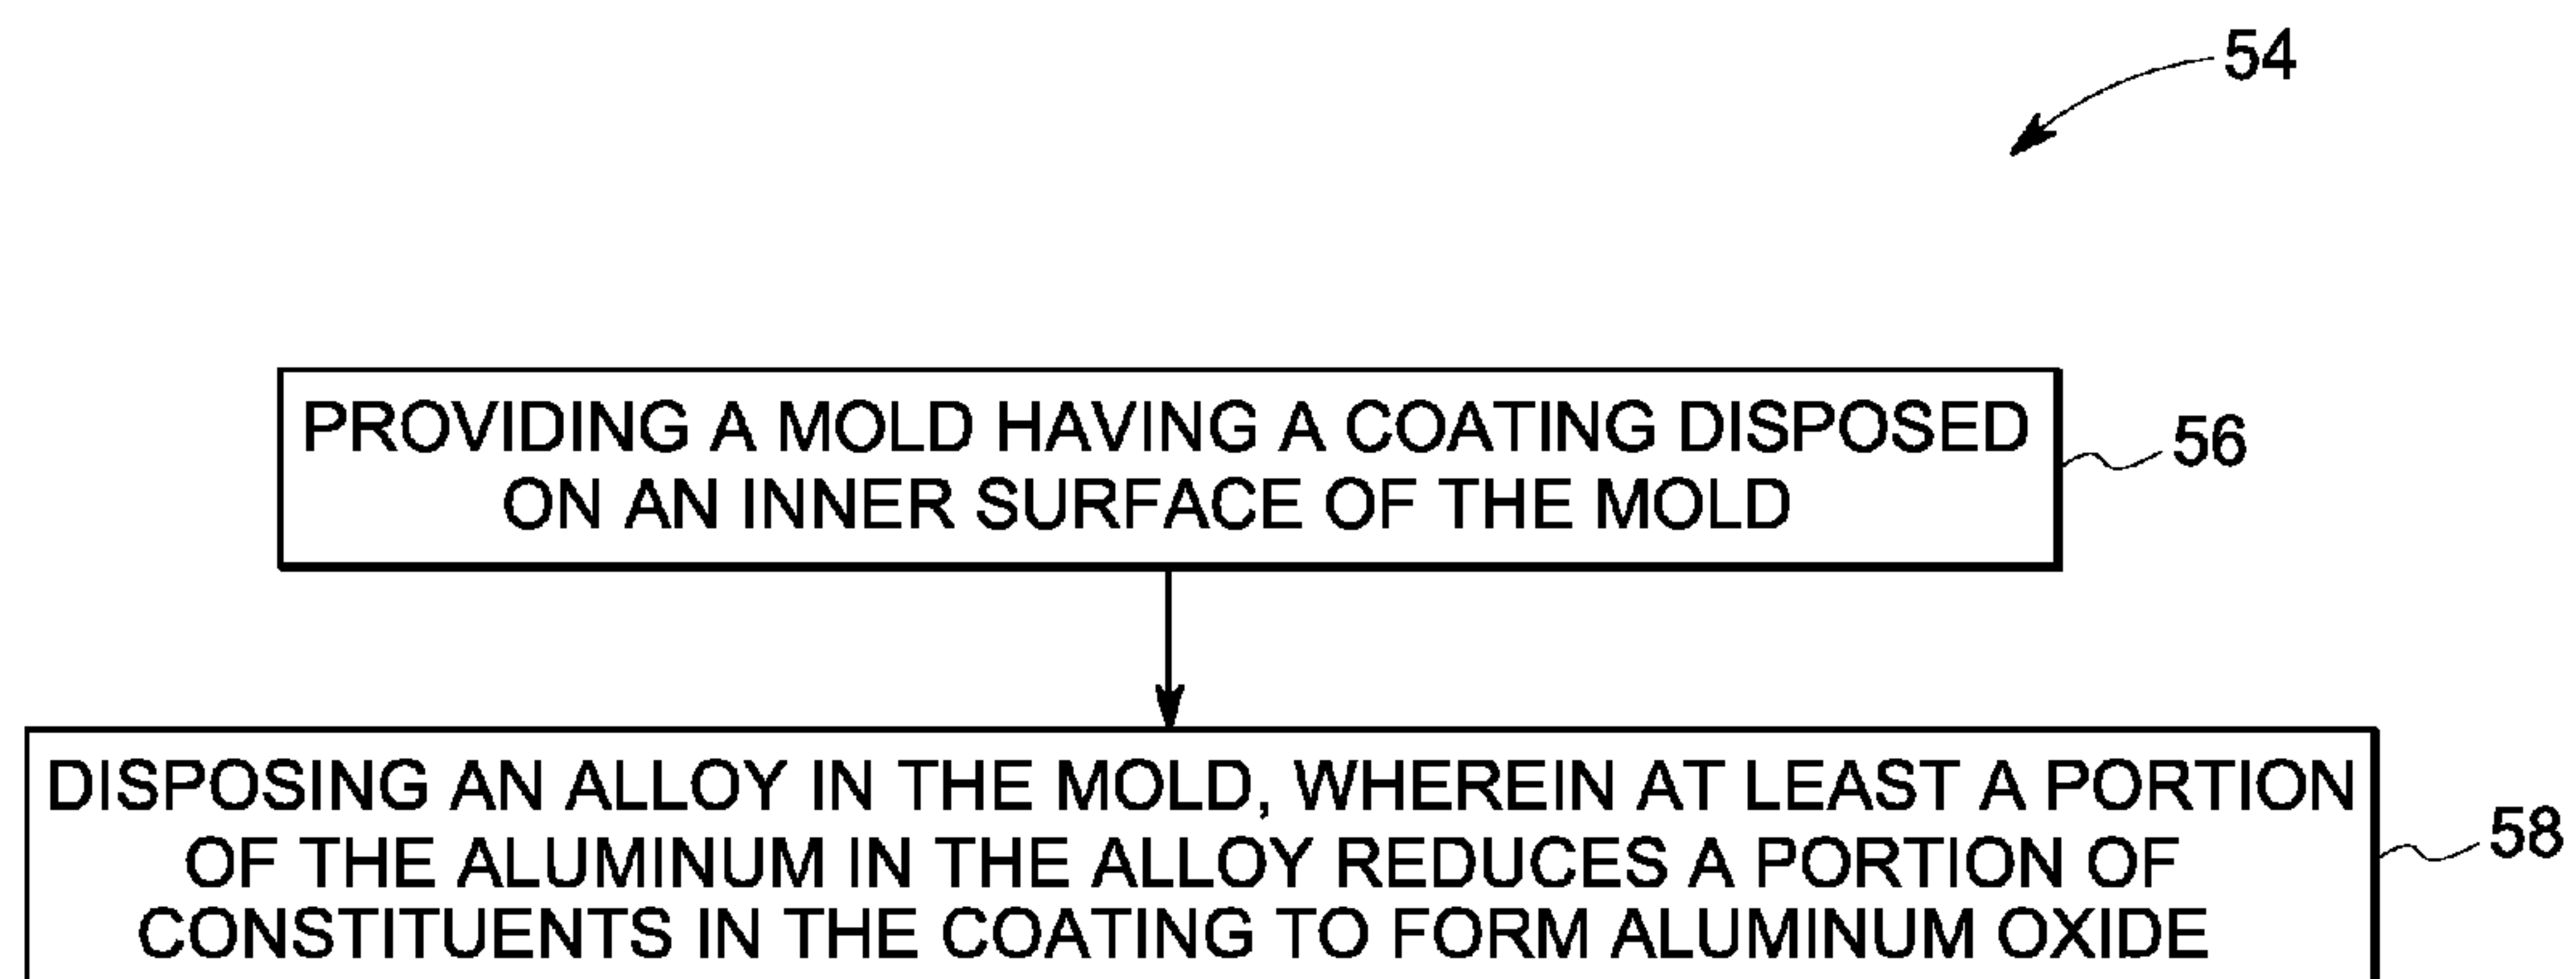 54
PROVIDING A MOLD HAVING A COATING DISPOSED
ON AN INNER SURFACE OF THE MOLD
56
DISPOSING AN ALLOY IN THE MOLD, WHEREIN AT LEAST A PORTION
OF THE ALUMINUM IN THE ALLOY REDUCES A PORTION OF
CONSTITUENTS IN THE COATING TO FORM ALUMINUM OXIDE
58